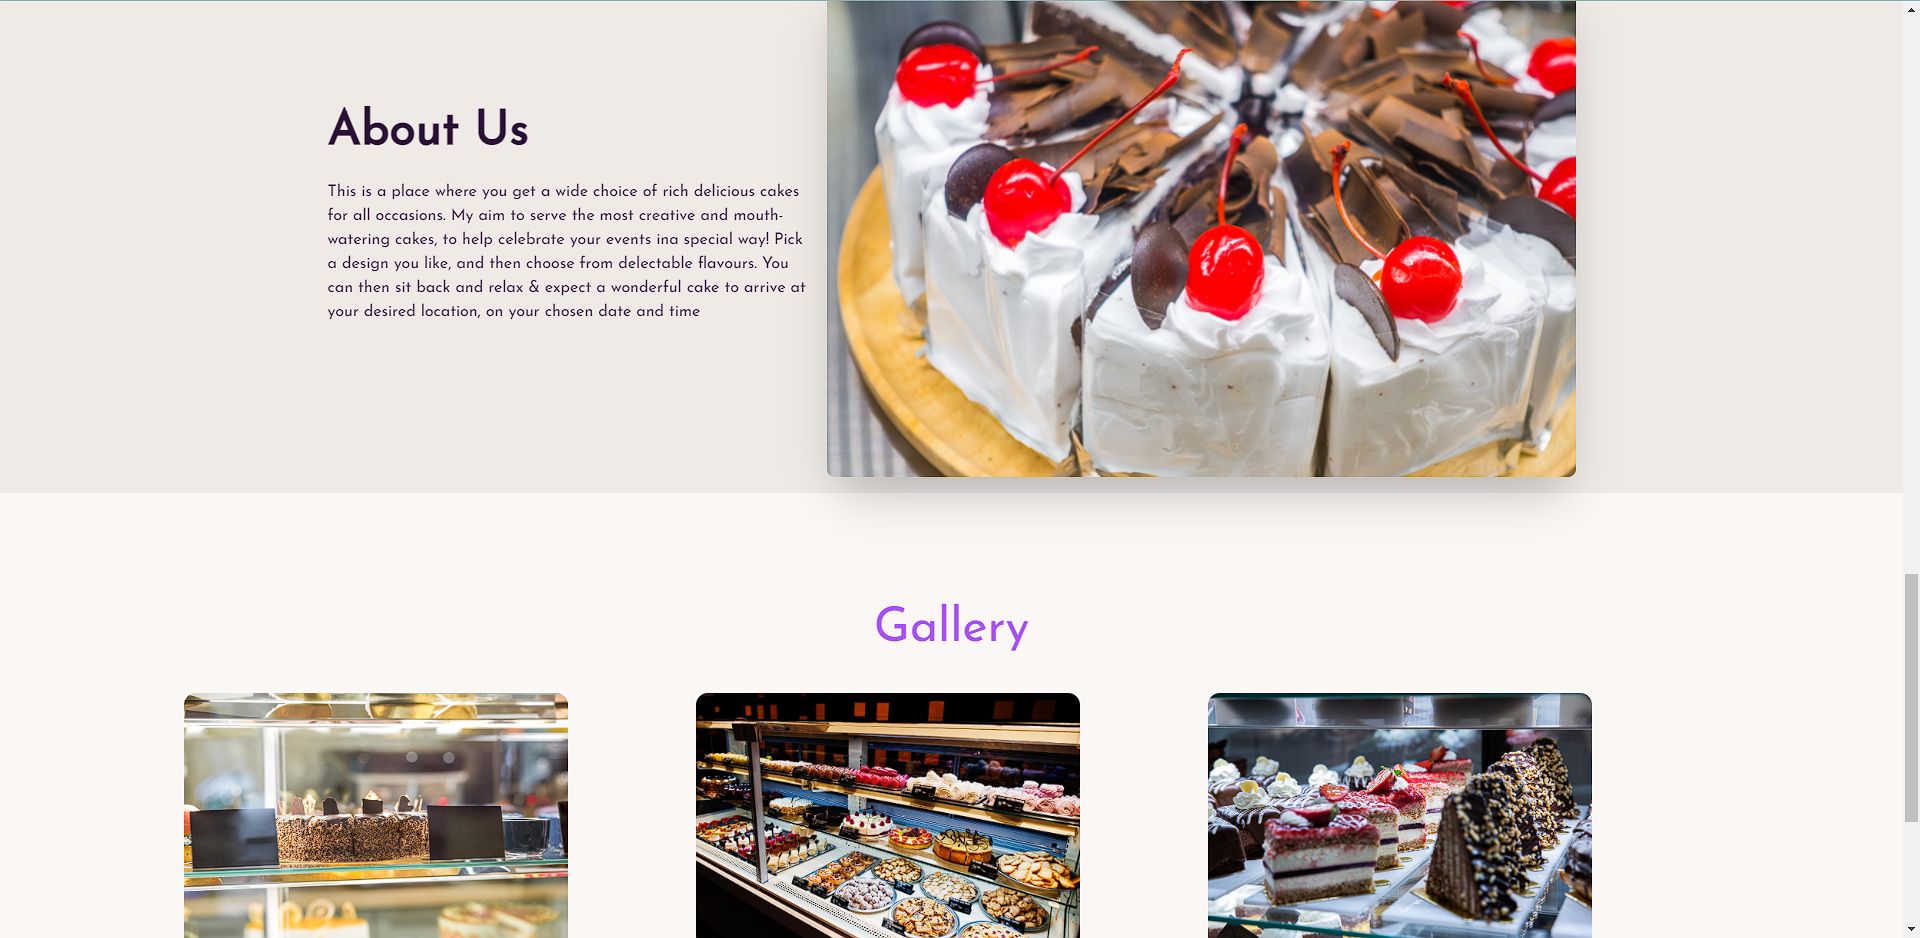 About Us
This is a place where you get a wide choice of rich delicious cakes
for all occasions. My aim to serve the most creative and mouth-
watering cakes, to help celebrate your events ina special way! Pick
a design you like, and then choose from delectable flavours. You
can then sit back and relax & expect a wonderful cake to arrive at
your desired location, on your chosen date and time
Gallery